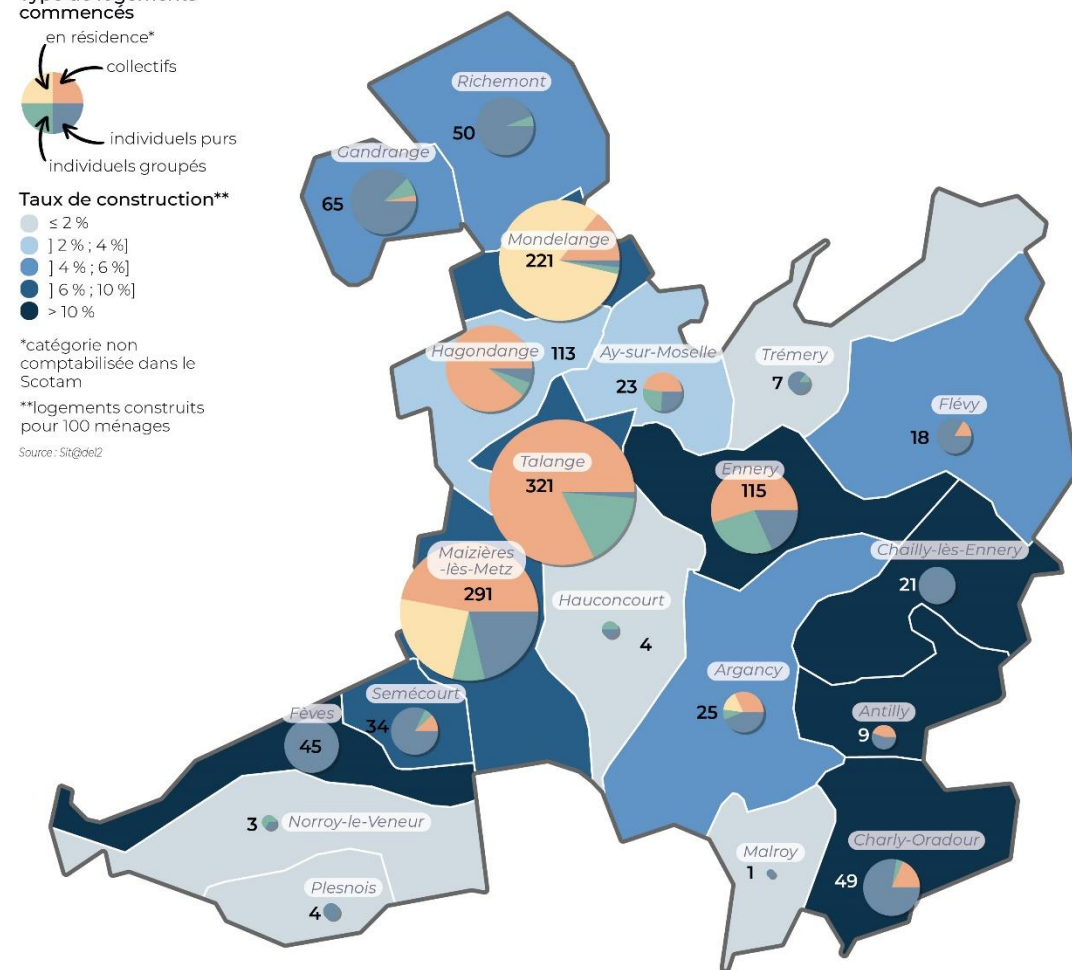 Type de logements
commencés
en résidence*
collectifs
individuels purs
individuels groupés
Taux de construction**
≤ 2 %
] 2 % ; 4 %]
] 4 % ; 6 %]
] 6 % ; 10 %]
> 10 %
*catégorie non
comptabilisée dans le
Scotam
**logements construits
pour 100 ménages
Source : Sit@del2
Richemont
50
Gandrange
65
Mondelange
221
Hagondange
113
Ay-sur-Moselle
23
Trémery
7
Flévy
18
Talange
321
Ennery
115
Maizières
-lès-Metz
291
Chailly-lès-Ennery
21
Hauconcourt
4
Argancy
25
Semécourt
34
Fèves
45
Antilly
9
3
Norroy-le-Veneur
Malroy
1
Charly-Oradour
49
Plesnois
4